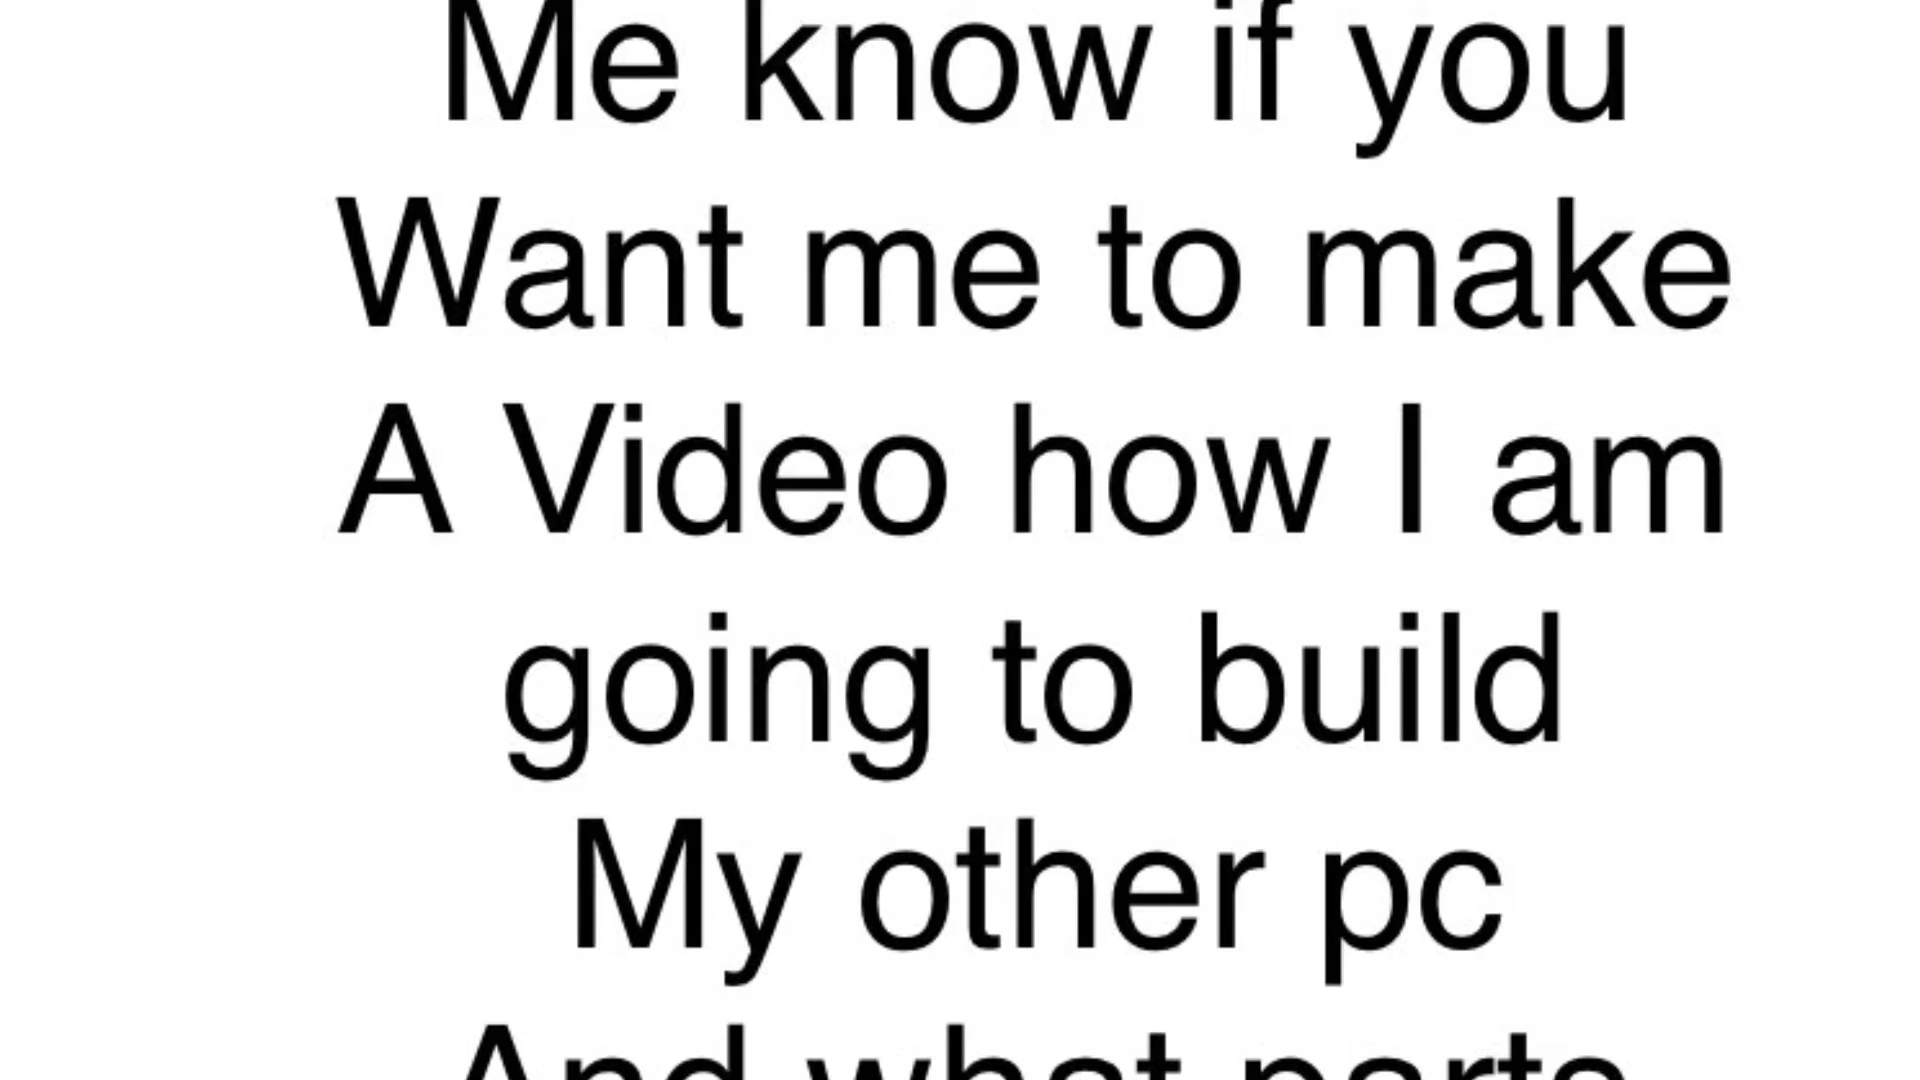 Me know if you
Want me to make
A Video how I am
going to build
My other pc
And what parts